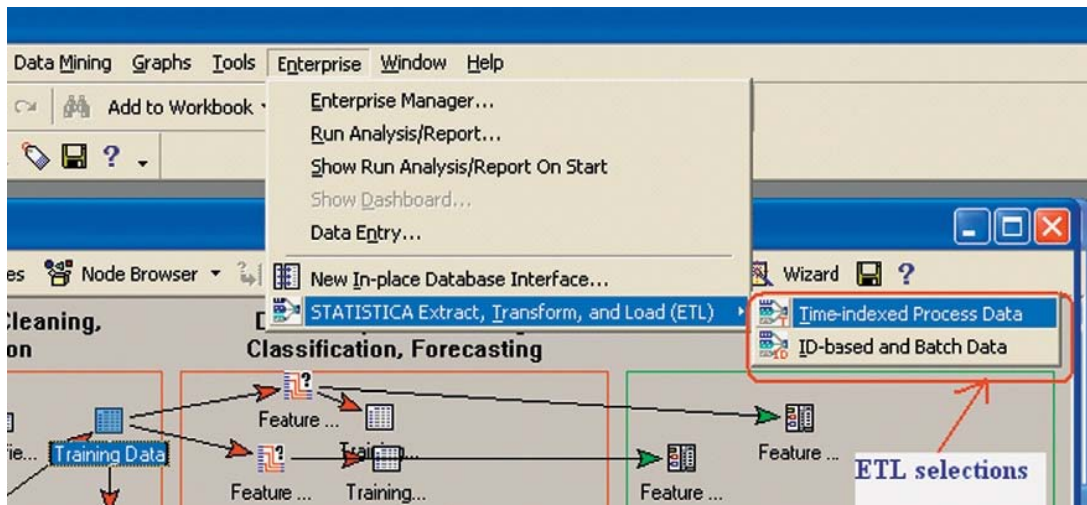 Data Mining Graphs Tools Enterprise Window Help
Add to Workbook
Enterprise Manager...
Run Analysis/Report...
Show Run Analysis/Report On Start
Show Dashboard...
Data Entry...
New In-place Database Interface...
STATISTICA Extract, Transform, and Load (ETL)
Time-indexed Process Data
ID-based and Batch Data
Node Browser
Wizard
Classification, Forecasting
Feature ...
Training...
Training Data
Feature ...
Feature ...
Training...
Feature ...
ETL selections